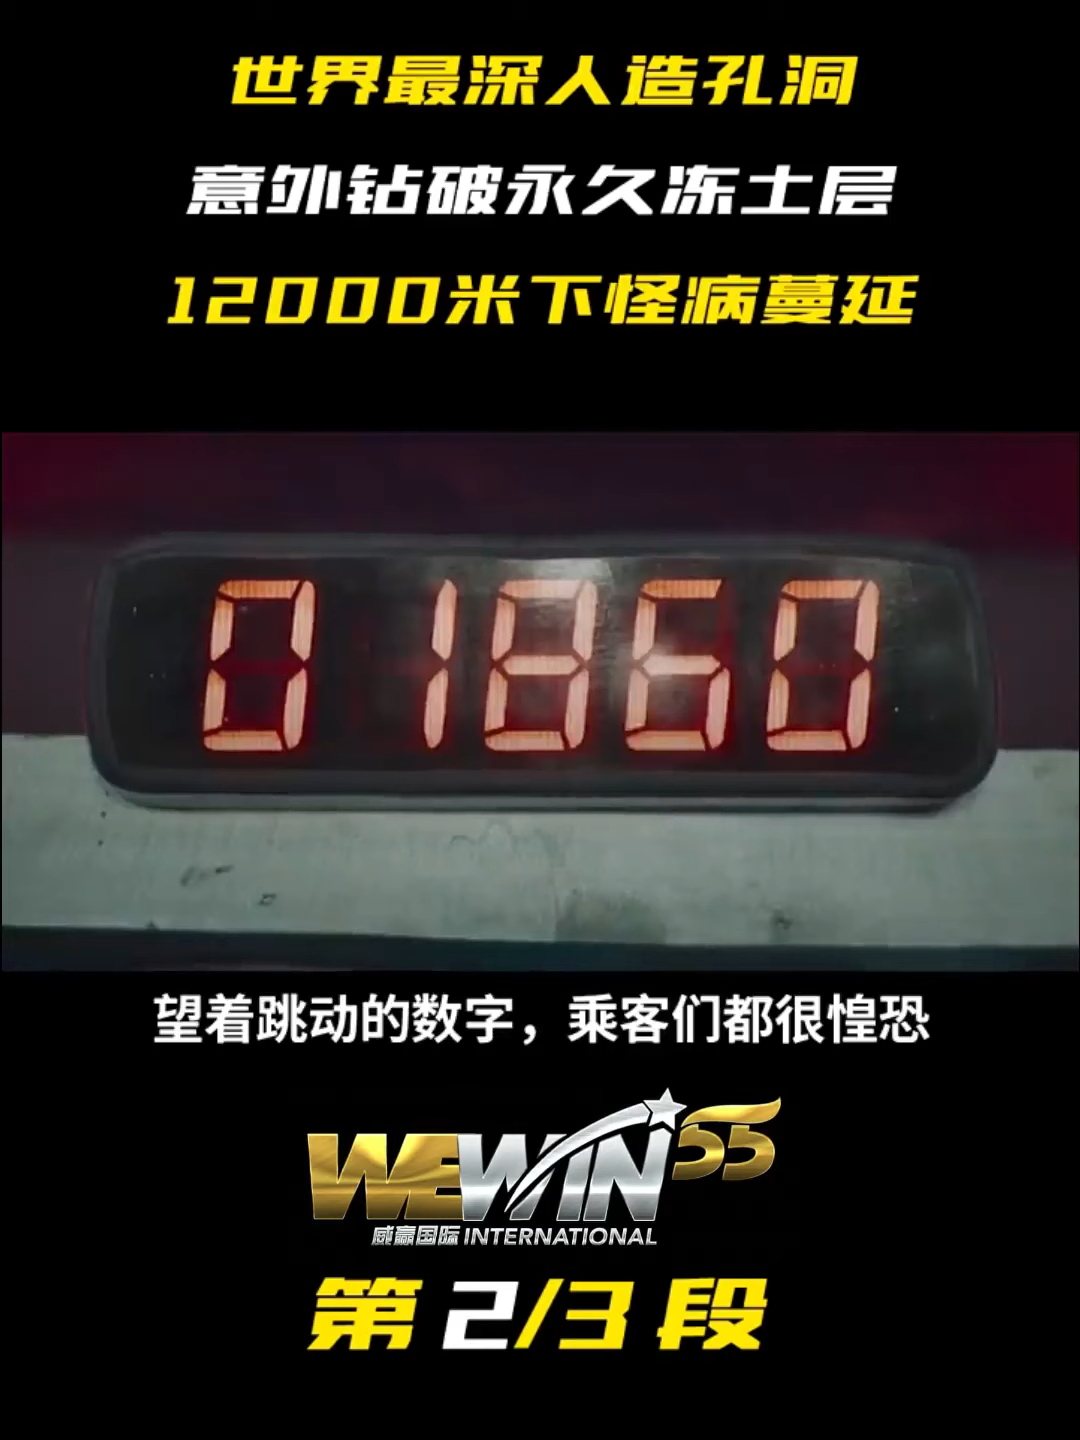 世界最深人造孔洞
意外钻破永久冻土层
12000米下怪病蔓延
01860
望着跳动的数字，乘客们都很惶恐
WEWIN55
威赢国际 INTERNATIONAL
第 2/3 段